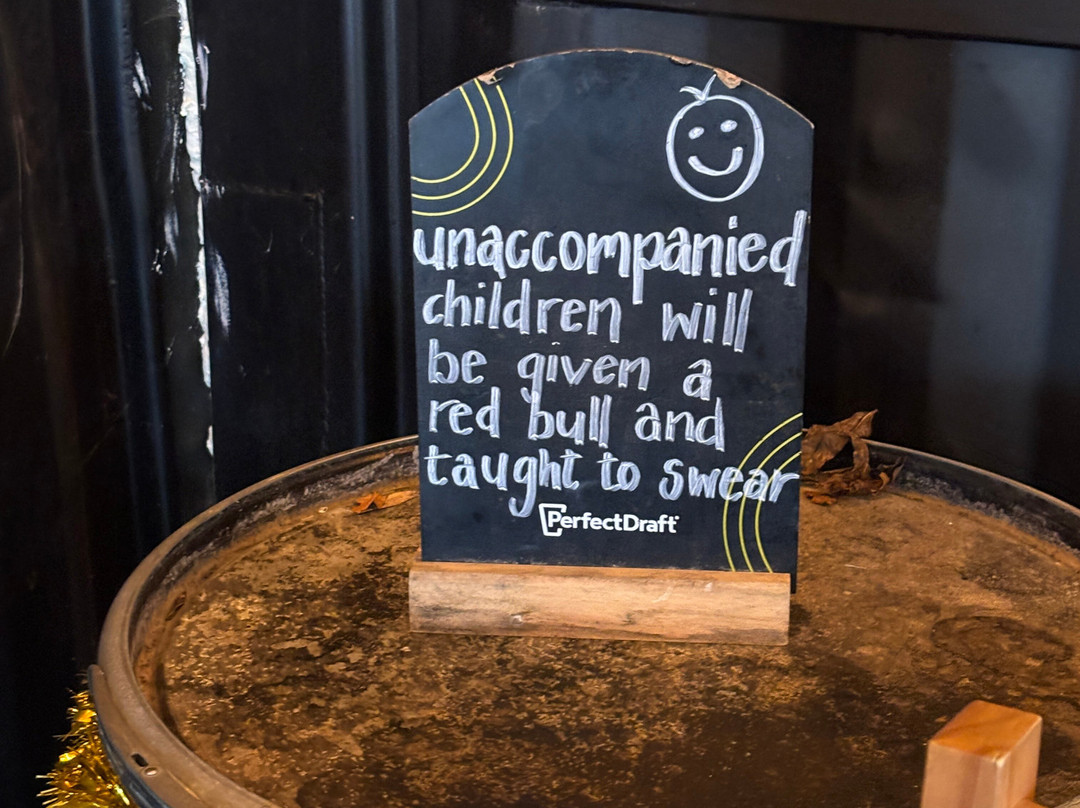 unaccompanied
children will
be given a
red bull and
taught to swear
PerfectDraft